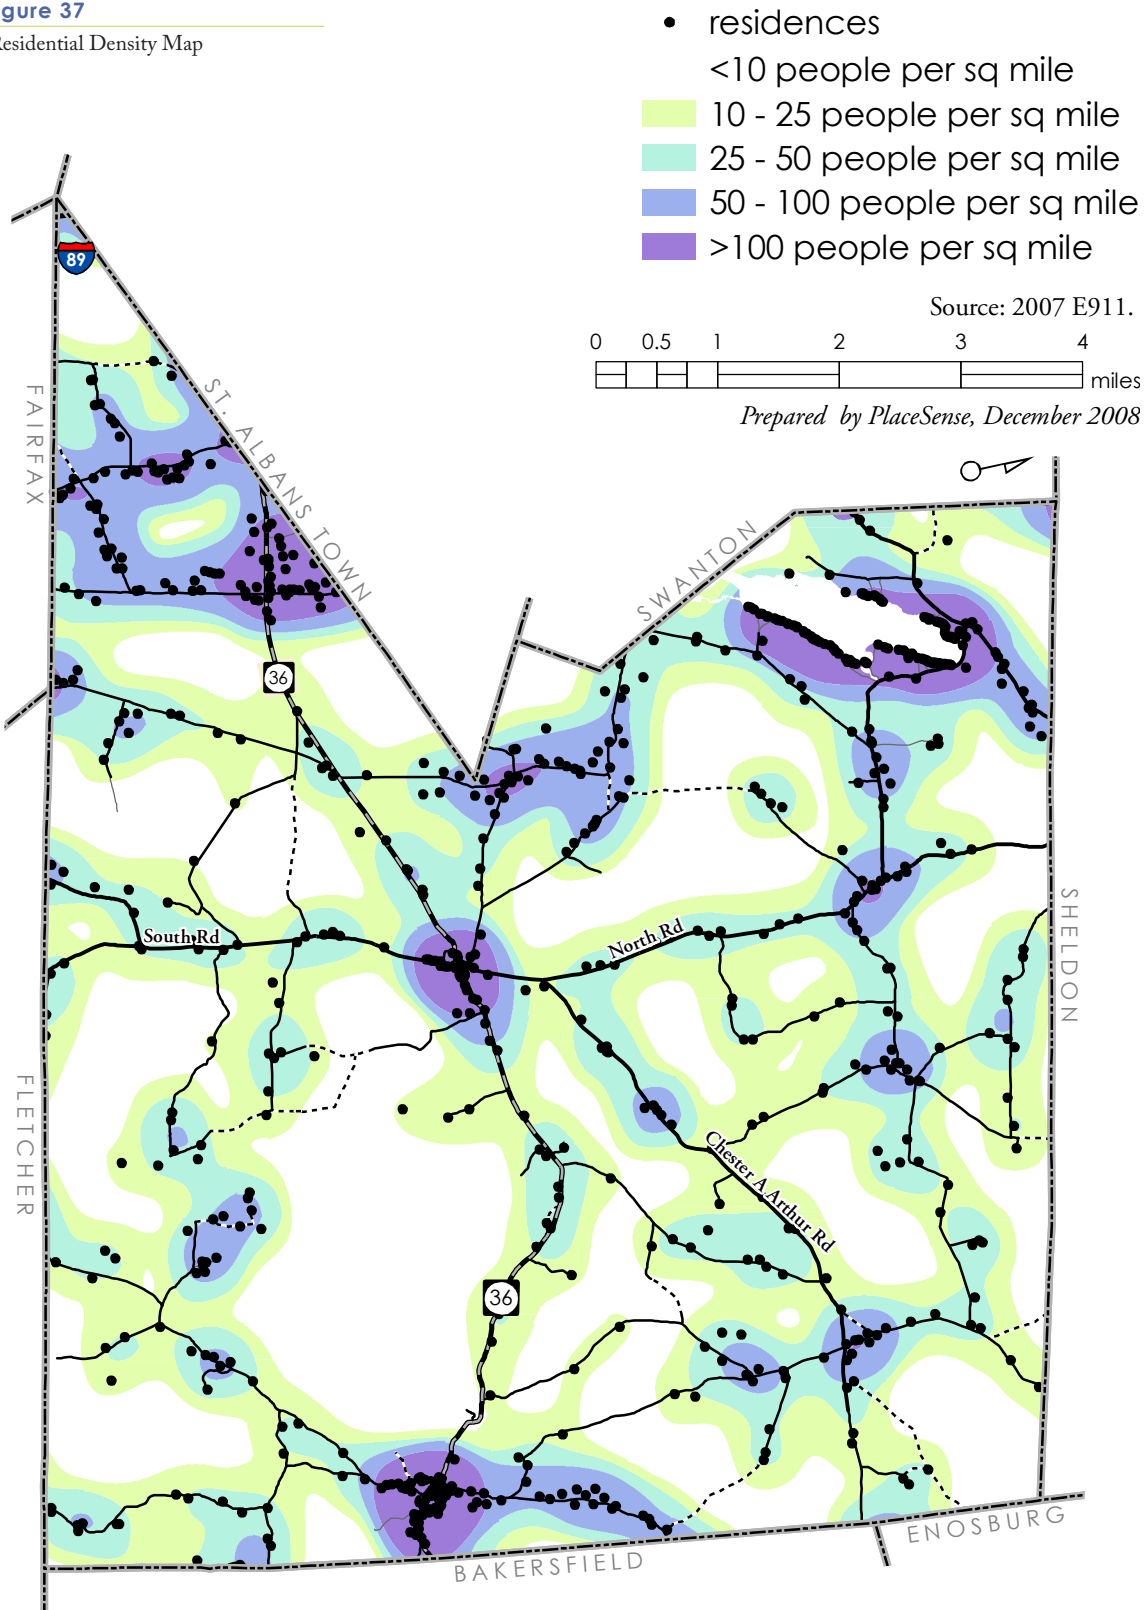 gure 37
Residential Density Map
residences
<10 people per sq mile
10 - 25 people per sq mile
25 - 50 people per sq mile
50 - 100 people per sq mile
>100 people per sq mile
Source: 2007 E911.
0 0.5 1 2 3 4
miles
Prepared by PlaceSense, December 2008
89
FAIRFAX
ST. ALBANS TOWN
SWANTON
36
SHELDON
South Rd
North Rd
FLETCHER
Chester A Arthur Rd
36
ENOSBURG
BAKERSFIELD